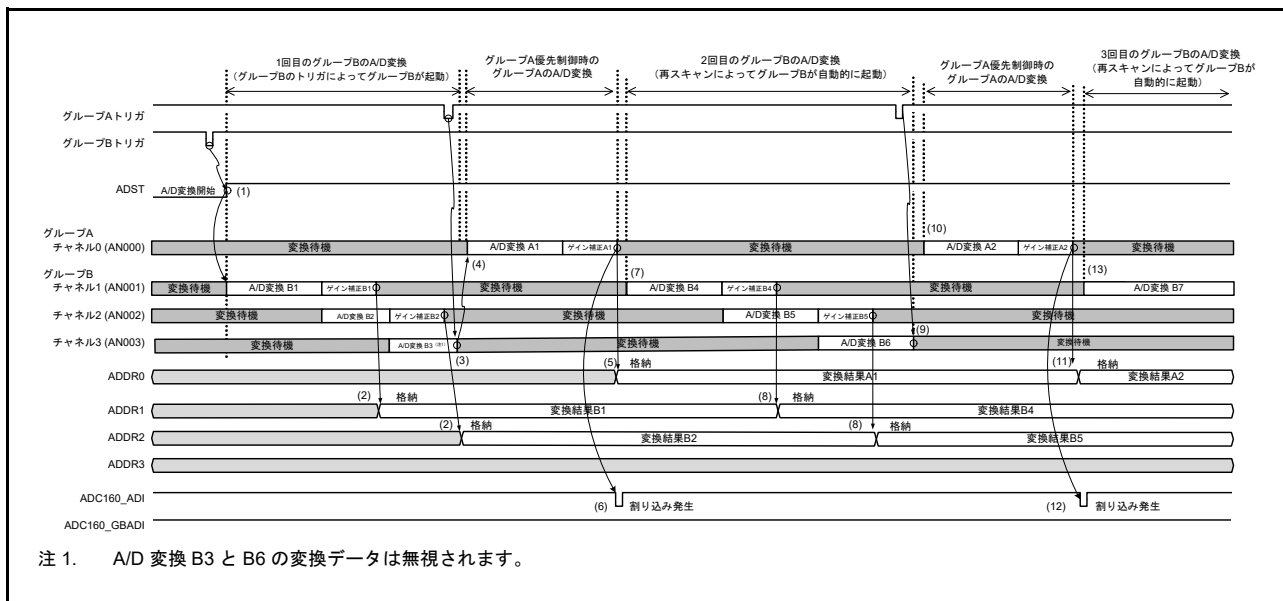 1回目のグループBのA/D変換
（グループBのトリガによってグループBが起動）
グループA優先制御時の
グループAのA/D変換
2回目のグループBのA/D変換
（再スキャンによってグループBが自動的に起動）
グループA優先制御時の
グループAのA/D変換
3回目のグループBのA/D変換
（再スキャンによってグループBが
自動的に起動）
グループAトリガ
グループBトリガ
ADST A/D変換開始 (1)
グループA
チャネル0 (AN000) 変換待機 A/D変換 A1 ゲイン補正A1 変換待機 (10) A/D変換 A2 ゲイン補正A2 変換待機
(4)
グループB
チャネル1 (AN001) 変換待機 A/D変換 B1 ゲイン補正B1 変換待機 (7) A/D変換 B4 ゲイン補正B4 変換待機 (13) A/D変換 B7
チャネル2 (AN002) 変換待機 A/D変換 B2 ゲイン補正B2 変換待機 A/D変換 B5 ゲイン補正B5 変換待機
チャネル3 (AN003) 変換待機 A/D変換 B3 (注1) (3) 変換待機 A/D変換 B6 (9) 変換待機
ADDR0 (5) 格納 変換結果A1 (11) 格納 変換結果A2
ADDR1 (2) 格納 変換結果B1 (8) 格納 変換結果B4
ADDR2 (2) 格納 変換結果B2 (8) 格納 変換結果B5
ADDR3
ADC160_ADI (6) 割り込み発生 (12) 割り込み発生
ADC160_GBADI
注 1. A/D 変換 B3 と B6 の変換データは無視されます。